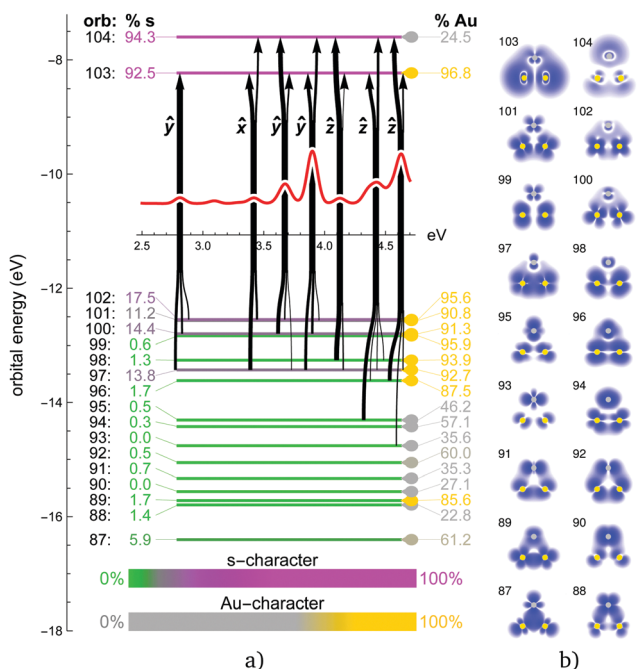 orb: % s % Au
104: 94.3 24.5
103: 92.5 96.8
ŷ x̂ ŷ ŷ ẑ ẑ ẑ
2.5 3.0 3.5 4.0 4.5 eV
orbital energy (eV)
-8
-10
-12
-14
-16
-18
102: 17.5 95.6
101: 11.2 90.8
100: 14.4 91.3
99: 0.6 95.9
98: 1.3 93.9
97: 13.8 92.7
96: 1.7 87.5
95: 0.5 46.2
94: 0.3 57.1
93: 0.0 35.6
92: 0.5 60.0
91: 0.7 35.3
90: 0.0 27.1
89: 1.7 85.6
88: 1.4 22.8
87: 5.9 61.2
s-character
0% 100%
Au-character
0% 100%
a)
103 104
101 102
99 100
97 98
95 96
93 94
91 92
89 90
87 88
b)